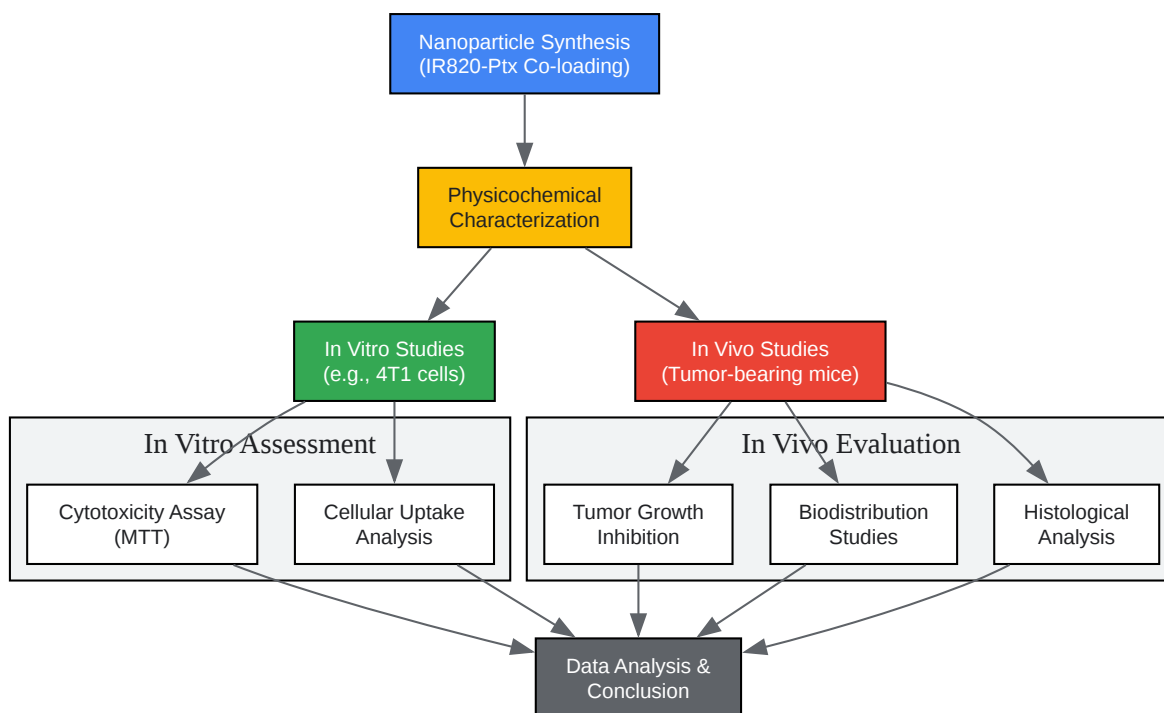 Nanoparticle Synthesis
(IR820-Ptx Co-loading)
Physicochemical
Characterization
In Vitro Studies
(e.g., 4T1 cells)
In Vivo Studies
(Tumor-bearing mice)
In Vitro Assessment
In Vivo Evaluation
Cytotoxicity Assay
(MTT)
Cellular Uptake
Analysis
Tumor Growth
Inhibition
Biodistribution
Studies
Histological
Analysis
Data Analysis &
Conclusion